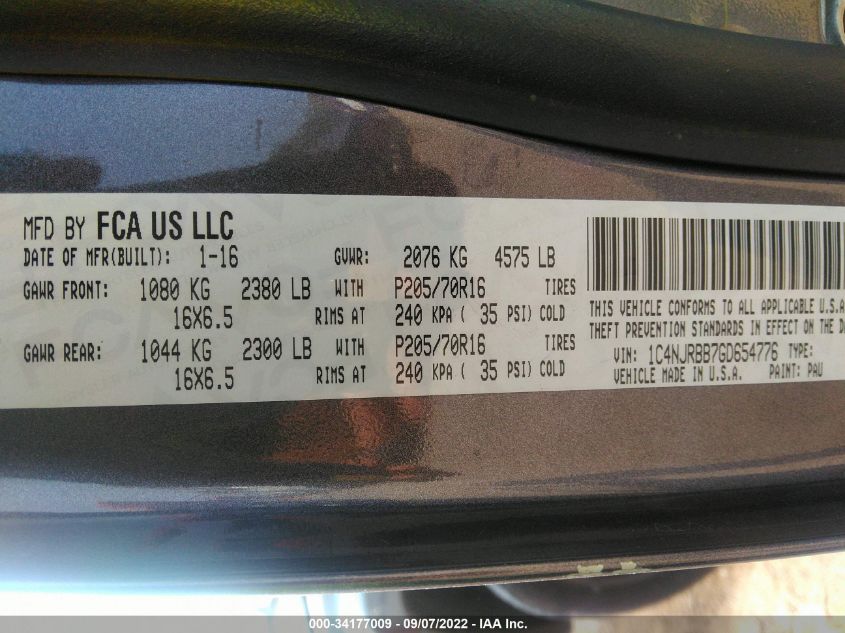 MFD BY FCA US LLC
DATE OF MFR(BUILT): 1-16 GVWR: 2076 KG 4575 LB
GAWR FRONT: 1080 KG 2380 LB WITH P205/70R16 TIRES
16X6.5 RIMS AT 240 KPA ( 35 PSI) COLD
GAWR REAR: 1044 KG 2300 LB WITH P205/70R16 TIRES
16X6.5 RIMS AT 240 KPA ( 35 PSI) COLD
THIS VEHICLE CONFORMS TO ALL APPLICABLE U.S.A
THEFT PREVENTION STANDARDS IN EFFECT ON THE DA
VIN: 1C4NJRBB7GD654776 TYPE:
VEHICLE MADE IN U.S.A. PAINT: PAU
000-34177009 - 09/07/2022 - IAA Inc.